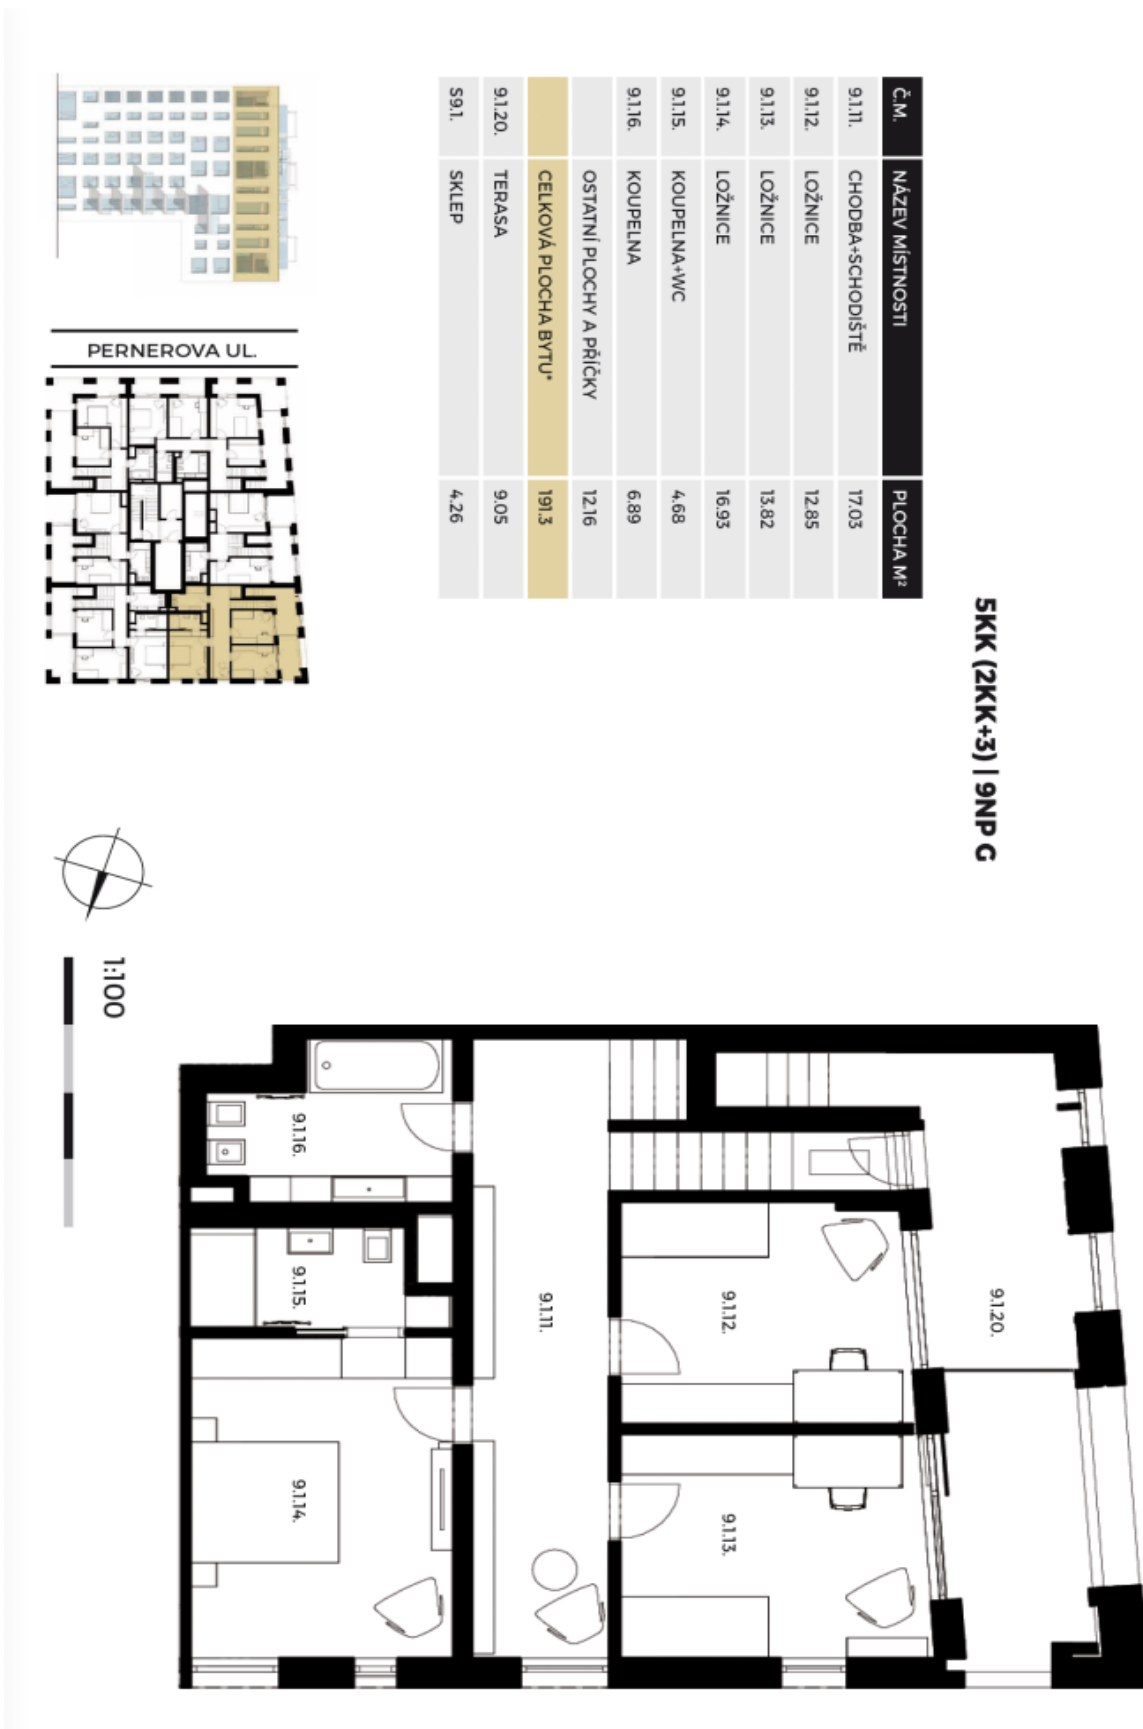 5KK (2KK+3) | 9NP G
Č.M. NÁZEV MÍSTNOSTI PLOCHA M²
9.1.11. CHODBA+SCHODIŠTĚ 17.03
9.1.12. LOŽNICE 12.85
9.1.13. LOŽNICE 13.82
9.1.14. LOŽNICE 16.93
9.1.15. KOUPELNA+WC 4.68
9.1.16. KOUPELNA 6.89
OSTATNÍ PLOCHY A PŘÍČKY 12.16
CELKOVÁ PLOCHA BYTU* 191.3
9.1.20. TERASA 9.05
S9.1. SKLEP 4.26
PERNEROVA UL.
1:100
9.1.20.
9.1.12.
9.1.13.
9.1.11.
9.1.16.
9.1.15.
9.1.14.